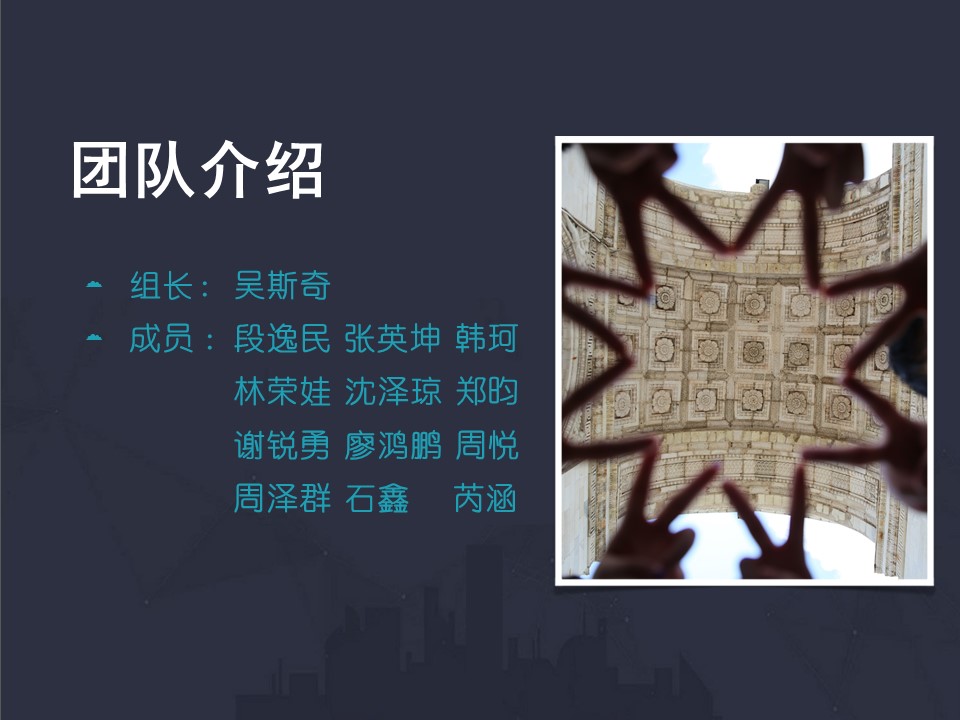 团队介绍
组长：吴斯奇
成员：段逸民 张英坤 韩珂
林荣娃 沈泽琼 郑昀
谢锐勇 廖鸿鹏 周悦
周泽群 石鑫 芮涵